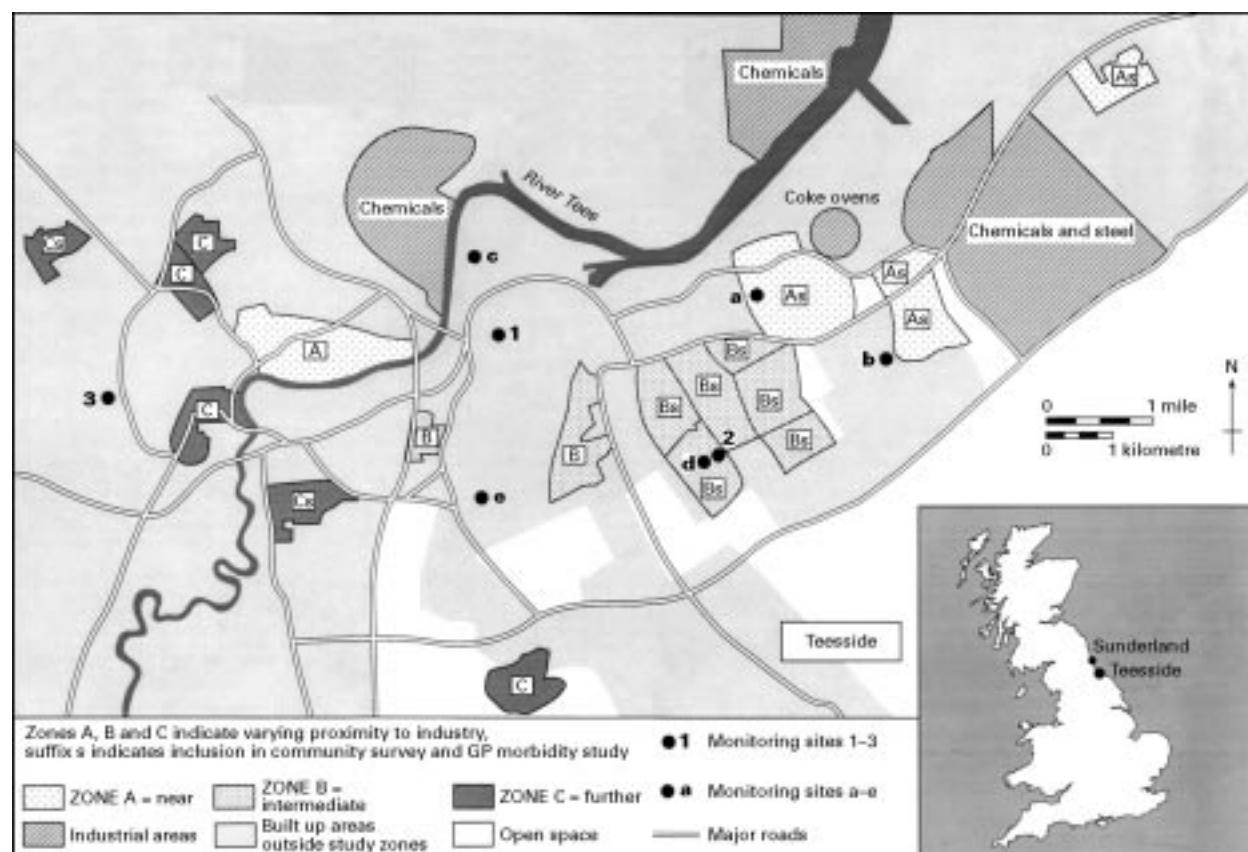 Chemicals
As
Chemicals
River Tees
Coke ovens
Chemicals and steel
Cs
C
C
c
a
As
As
As
A
1
b
N
Bs
3
C
Bs
Bs
Bs
0 1 mile
B
B
2
Bs
0 1 kilometre
d
Bs
Cs
e
Teesside
C
Sunderland
Teesside
Zones A, B and C indicate varying proximity to industry,
suffix s indicates inclusion in community survey and GP morbidity study
1 Monitoring sites 1–3
ZONE A = near
ZONE B =
intermediate
ZONE C = further
a Monitoring sites a–e
Industrial areas
Built up areas
outside study zones
Open space
Major roads